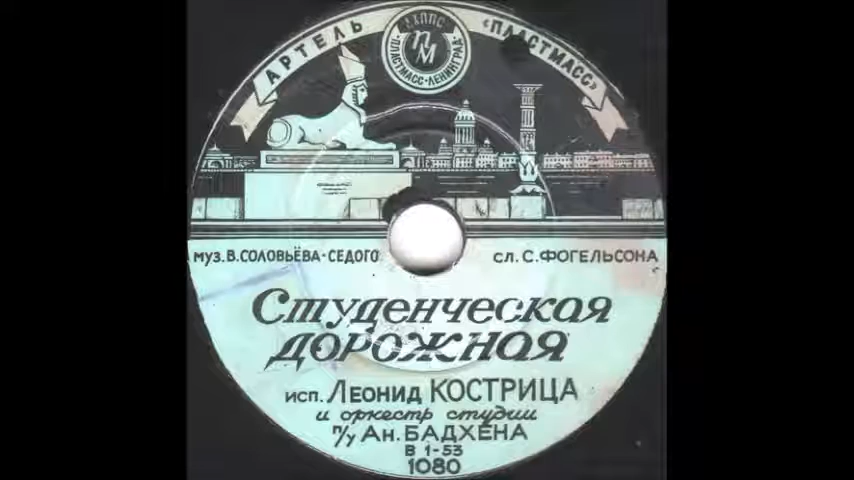 АРТЕЛЬ «ПЛАСТМАСС»
ПМ
ПЛАСТМАСС-ЛЕНИНГРАД
муз. В. СОЛОВЬЁВА-СЕДОГО сл. С. ФОГЕЛЬСОНА
Студенческая
ДОРОЖНАЯ
исп. ЛЕОНИД КОСТРИЦА
и оркестр студии
п/у Ан. БАДХЕНА
В 1-53
1080